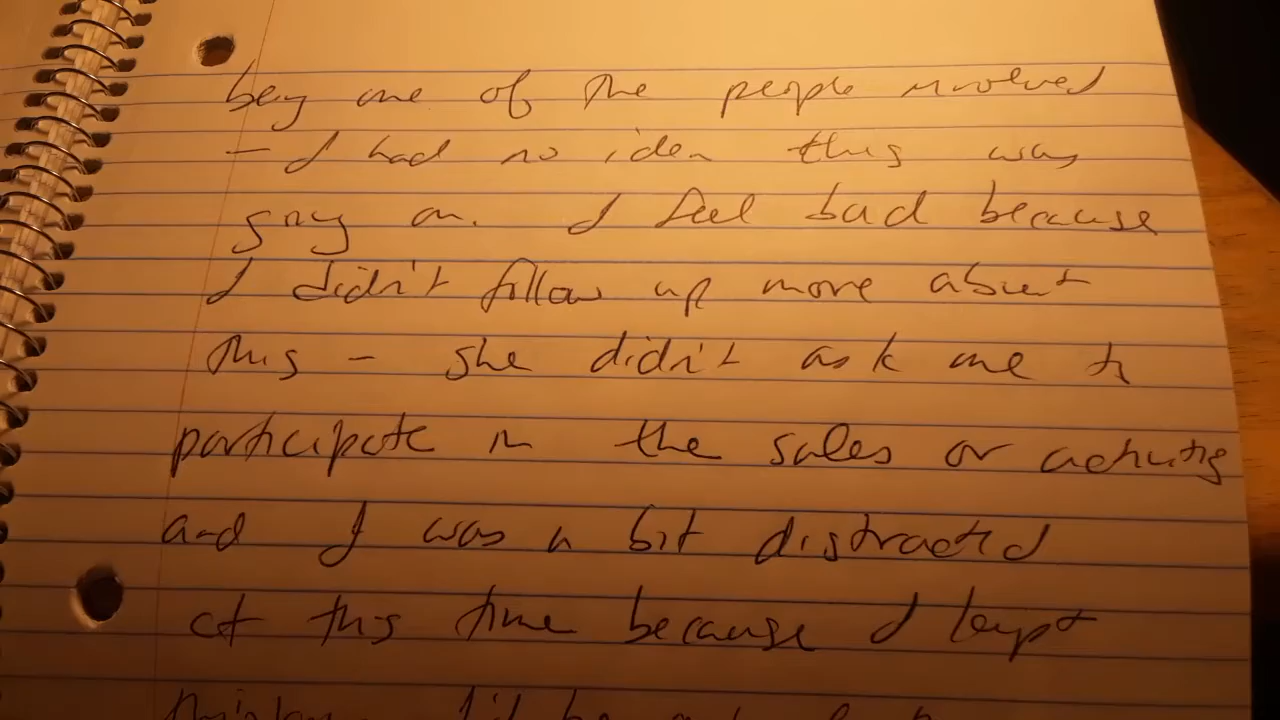 being one of the people involved
- I had no idea this was
going on. I feel bad because
I didn't follow up more about
this - she didn't ask me to
participate in the sales or activities
and I was a bit distracted
at this time because I kept